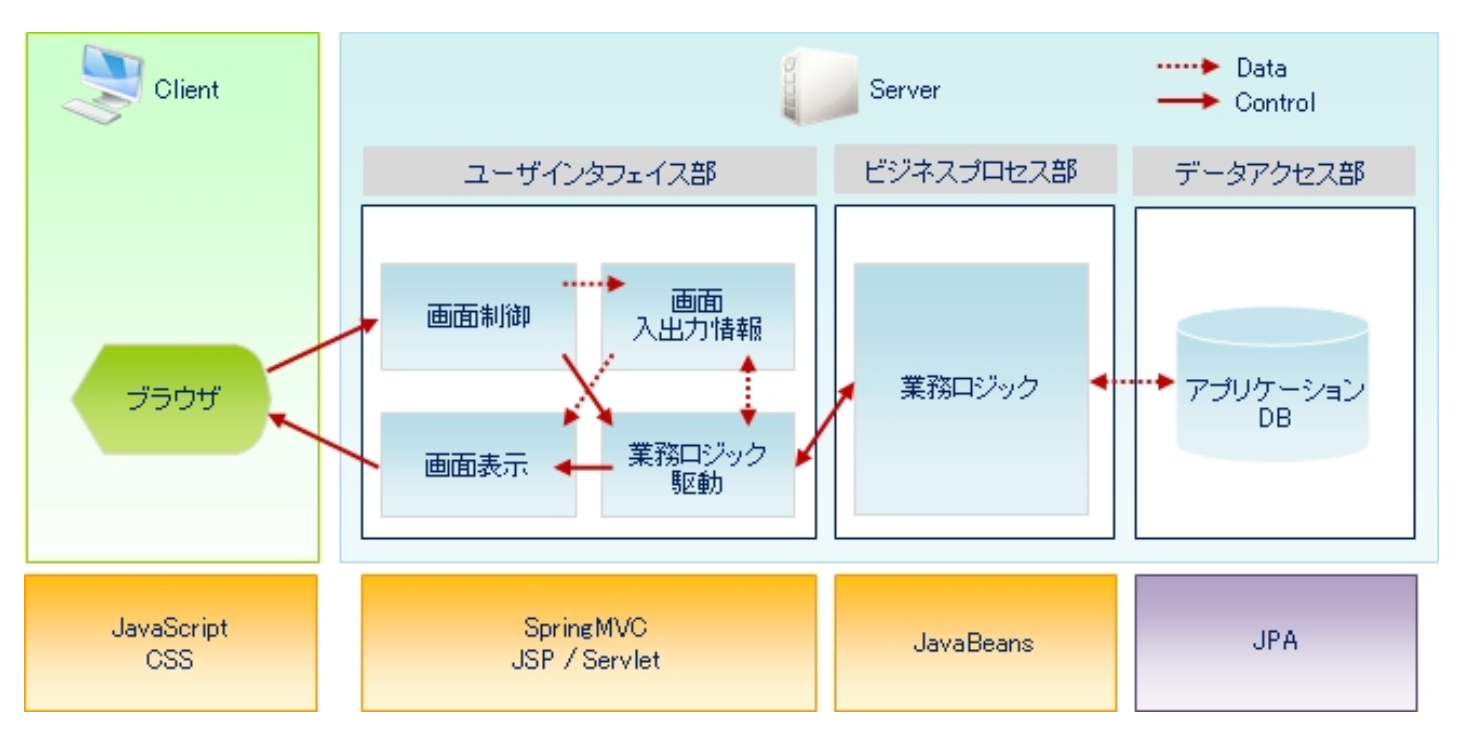 Client
Server
Data
Control
ユーザインタフェイス部
ビジネスプロセス部
データアクセス部
画面制御
画面
入出力情報
ブラウザ
業務ロジック
アプリケーション
DB
画面表示
業務ロジック
駆動
JavaScript
CSS
SpringMVC
JSP / Servlet
JavaBeans
JPA